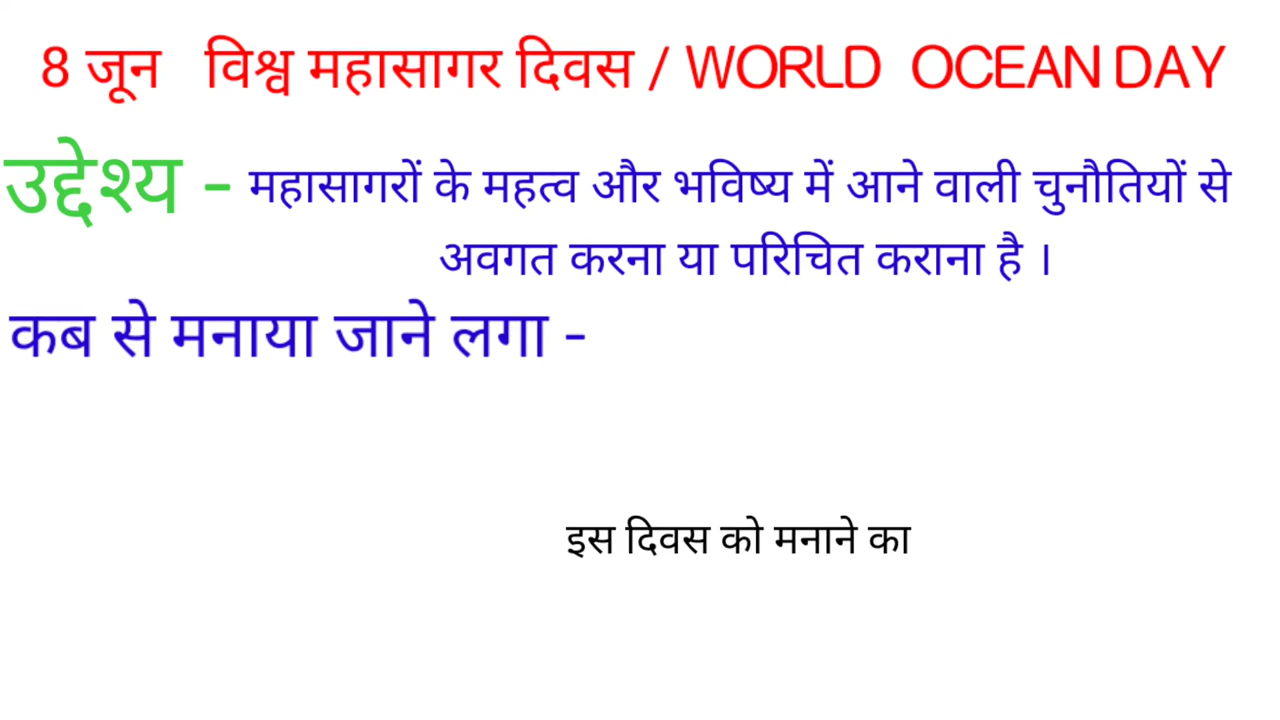 8 जून विश्व महासागर दिवस / WORLD OCEAN DAY
उद्देश्य - महासागरों के महत्व और भविष्य में आने वाली चुनौतियों से
अवगत करना या परिचित कराना है ।
कब से मनाया जाने लगा -
इस दिवस को मनाने का